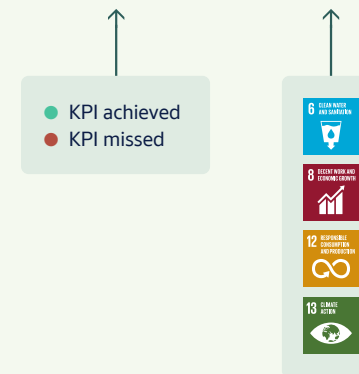 KPI achieved
KPI missed
6 CLEAN WATER
AND SANITATION
8 DECENT WORK AND
ECONOMIC GROWTH
12 RESPONSIBLE
CONSUMPTION
AND PRODUCTION
13 CLIMATE
ACTION